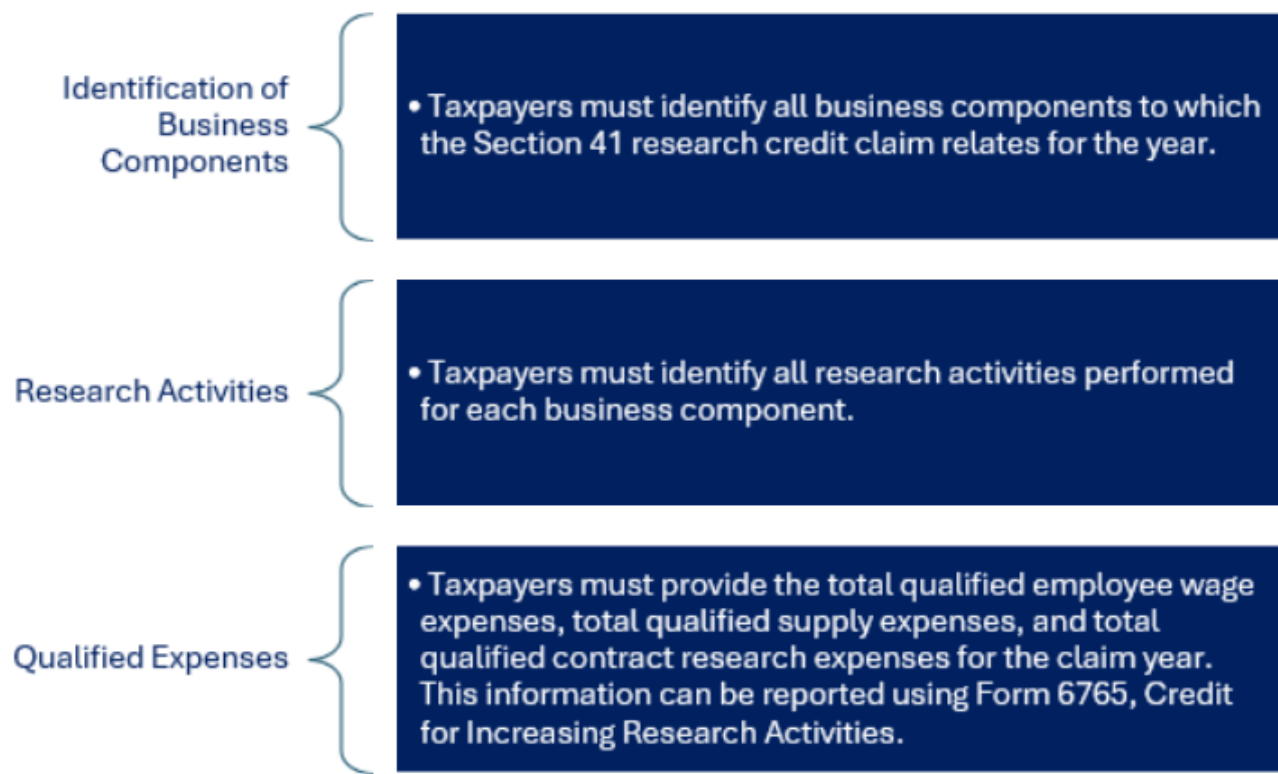 Identification of
Business
Components
• Taxpayers must identify all business components to which
the Section 41 research credit claim relates for the year.
Research Activities
• Taxpayers must identify all research activities performed
for each business component.
Qualified Expenses
• Taxpayers must provide the total qualified employee wage
expenses, total qualified supply expenses, and total
qualified contract research expenses for the claim year.
This information can be reported using Form 6765, Credit
for Increasing Research Activities.